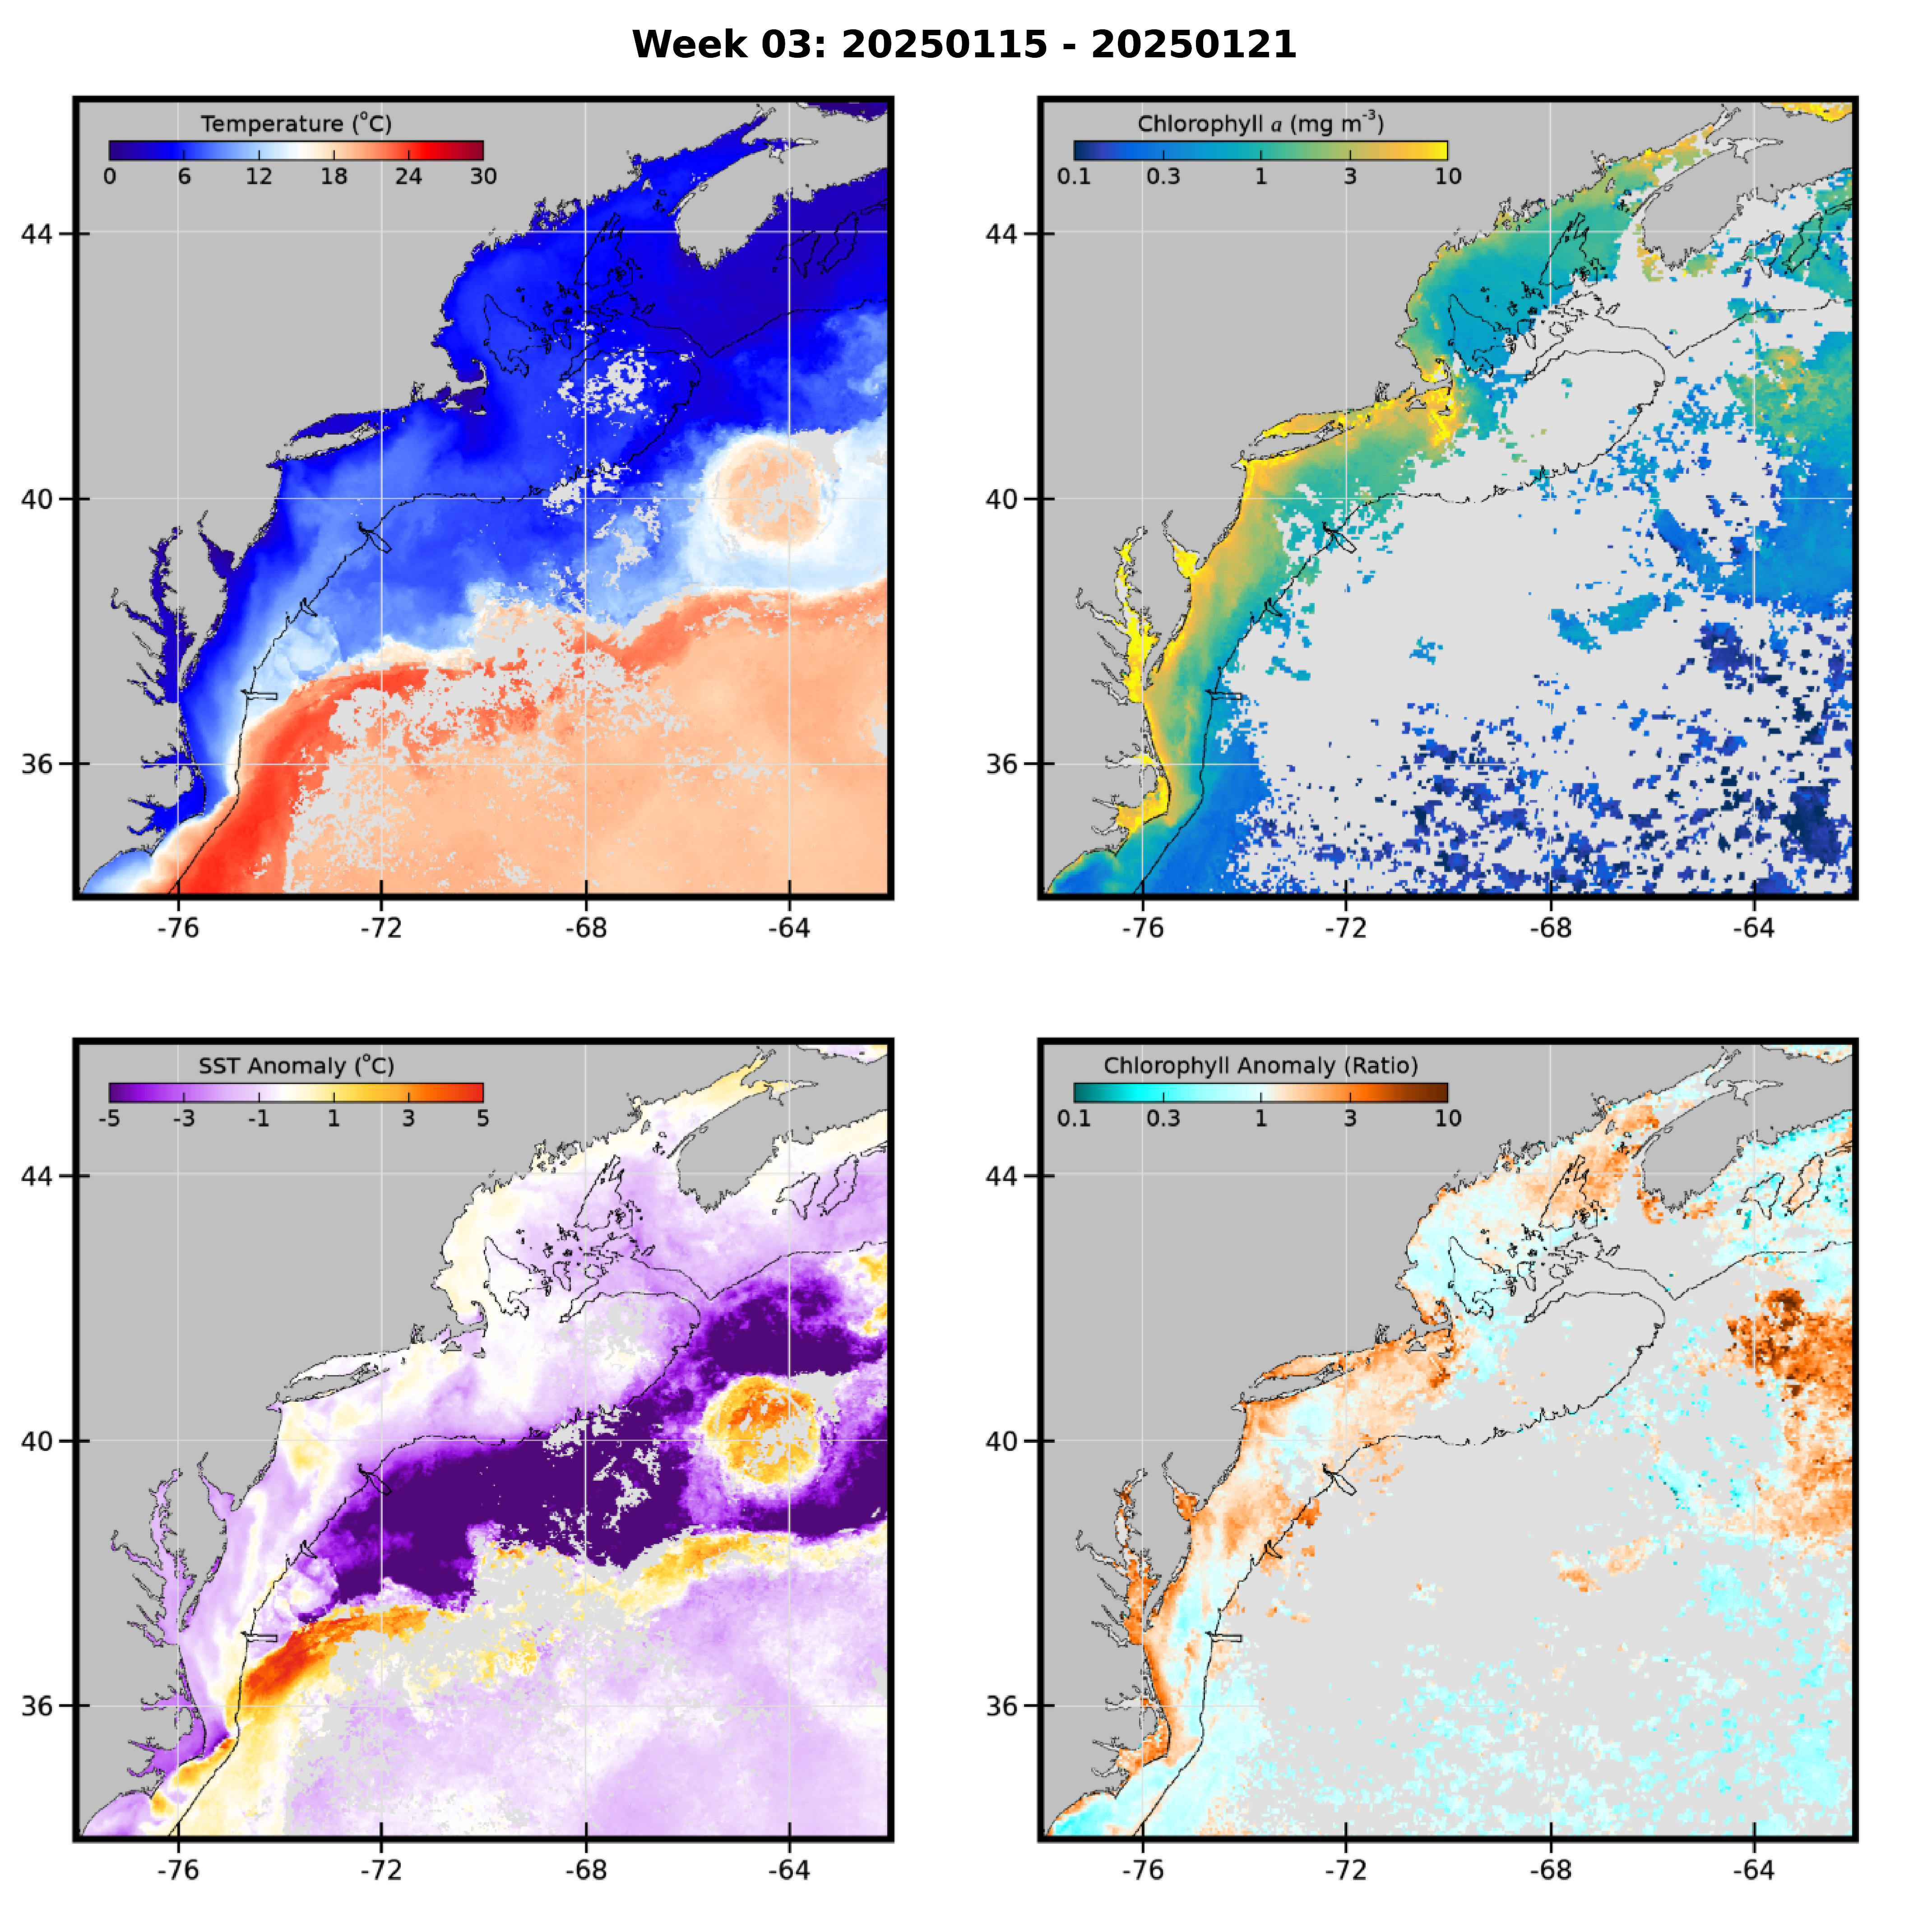 Week 03: 20250115 - 20250121
Temperature (°C)
0 6 12 18 24 30
44
40
36
-76 -72 -68 -64
Chlorophyll a (mg m⁻³)
0.1 0.3 1 3 10
44
40
36
-76 -72 -68 -64
SST Anomaly (°C)
-5 -3 -1 1 3 5
44
40
36
-76 -72 -68 -64
Chlorophyll Anomaly (Ratio)
0.1 0.3 1 3 10
44
40
36
-76 -72 -68 -64